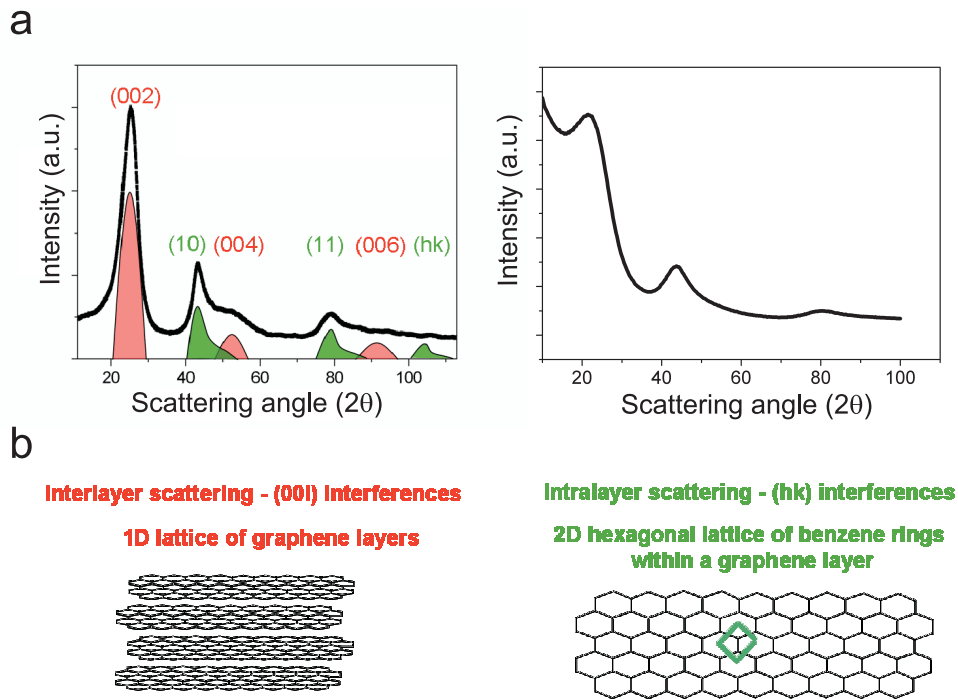 a
(002)
(10) (004)
(11) (006) (hk)
Intensity (a.u.)
20 40 60 80 100
Scattering angle (2θ)
Intensity (a.u.)
20 40 60 80 100
Scattering angle (2θ)
b
Interlayer scattering - (00l) interferences
1D lattice of graphene layers
Intralayer scattering - (hk) interferences
2D hexagonal lattice of benzene rings
within a graphene layer